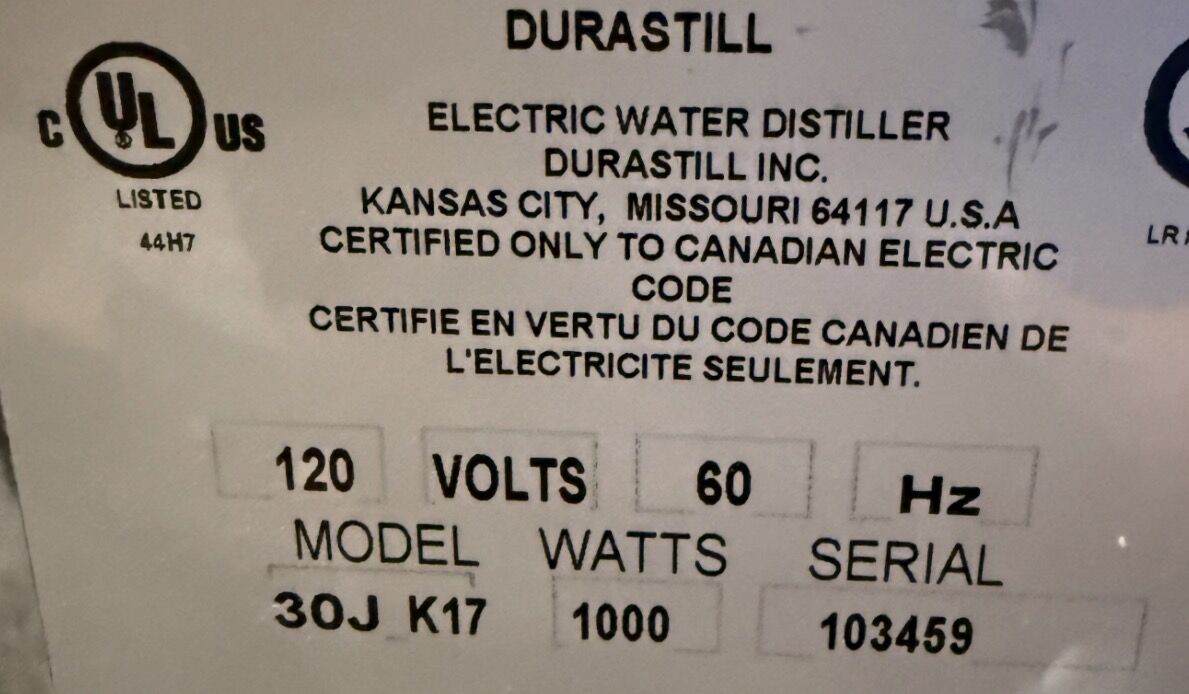 DURASTILL
C UL US
LISTED
44H7
ELECTRIC WATER DISTILLER
DURASTILL INC.
KANSAS CITY, MISSOURI 64117 U.S.A
CERTIFIED ONLY TO CANADIAN ELECTRIC
CODE
CERTIFIE EN VERTU DU CODE CANADIEN DE
L'ELECTRICITE SEULEMENT.
120 VOLTS 60 Hz
MODEL WATTS SERIAL
30J K17 1000 103459